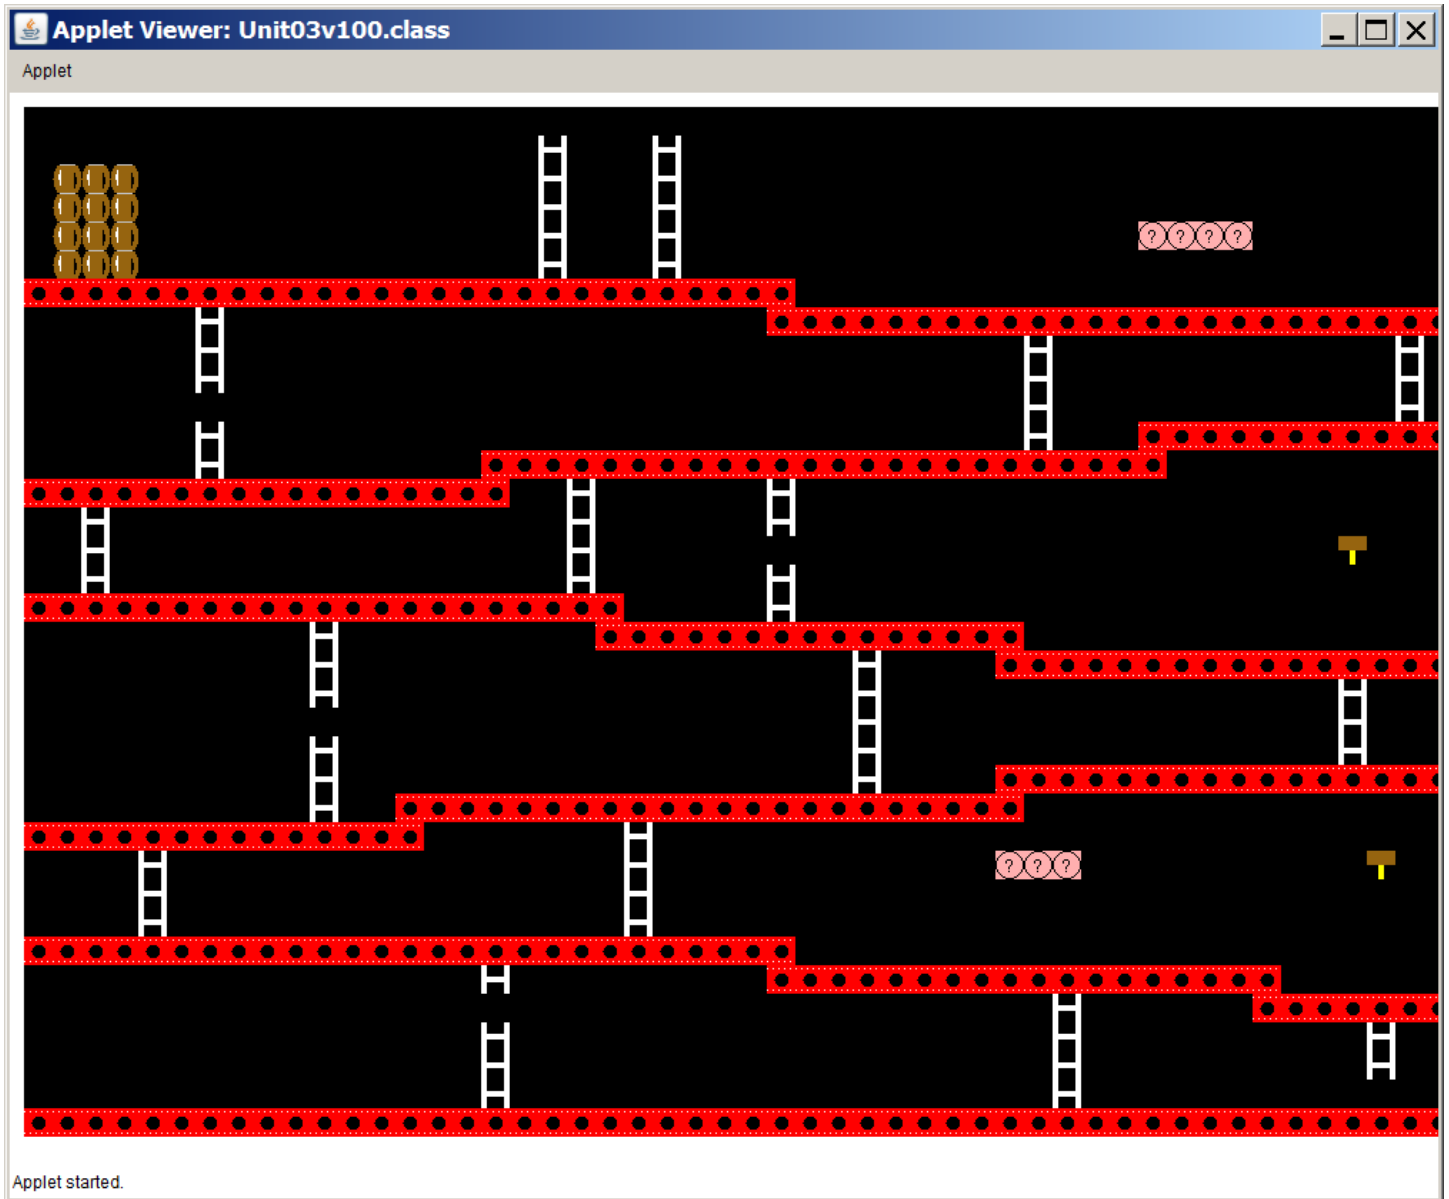 Applet Viewer: Unit03v100.class
Applet
? ? ? ?
? ? ?
Applet started.